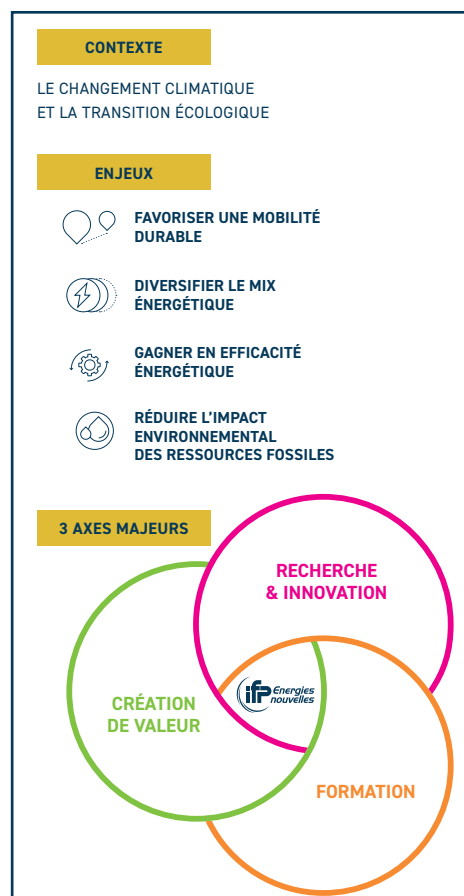 CONTEXTE
LE CHANGEMENT CLIMATIQUE
ET LA TRANSITION ÉCOLOGIQUE
ENJEUX
FAVORISER UNE MOBILITÉ
DURABLE
DIVERSIFIER LE MIX
ÉNERGÉTIQUE
GAGNER EN EFFICACITÉ
ÉNERGÉTIQUE
RÉDUIRE L'IMPACT
ENVIRONNEMENTAL
DES RESSOURCES FOSSILES
3 AXES MAJEURS
RECHERCHE
& INNOVATION
ifp Energies
nouvelles
CRÉATION
DE VALEUR
FORMATION